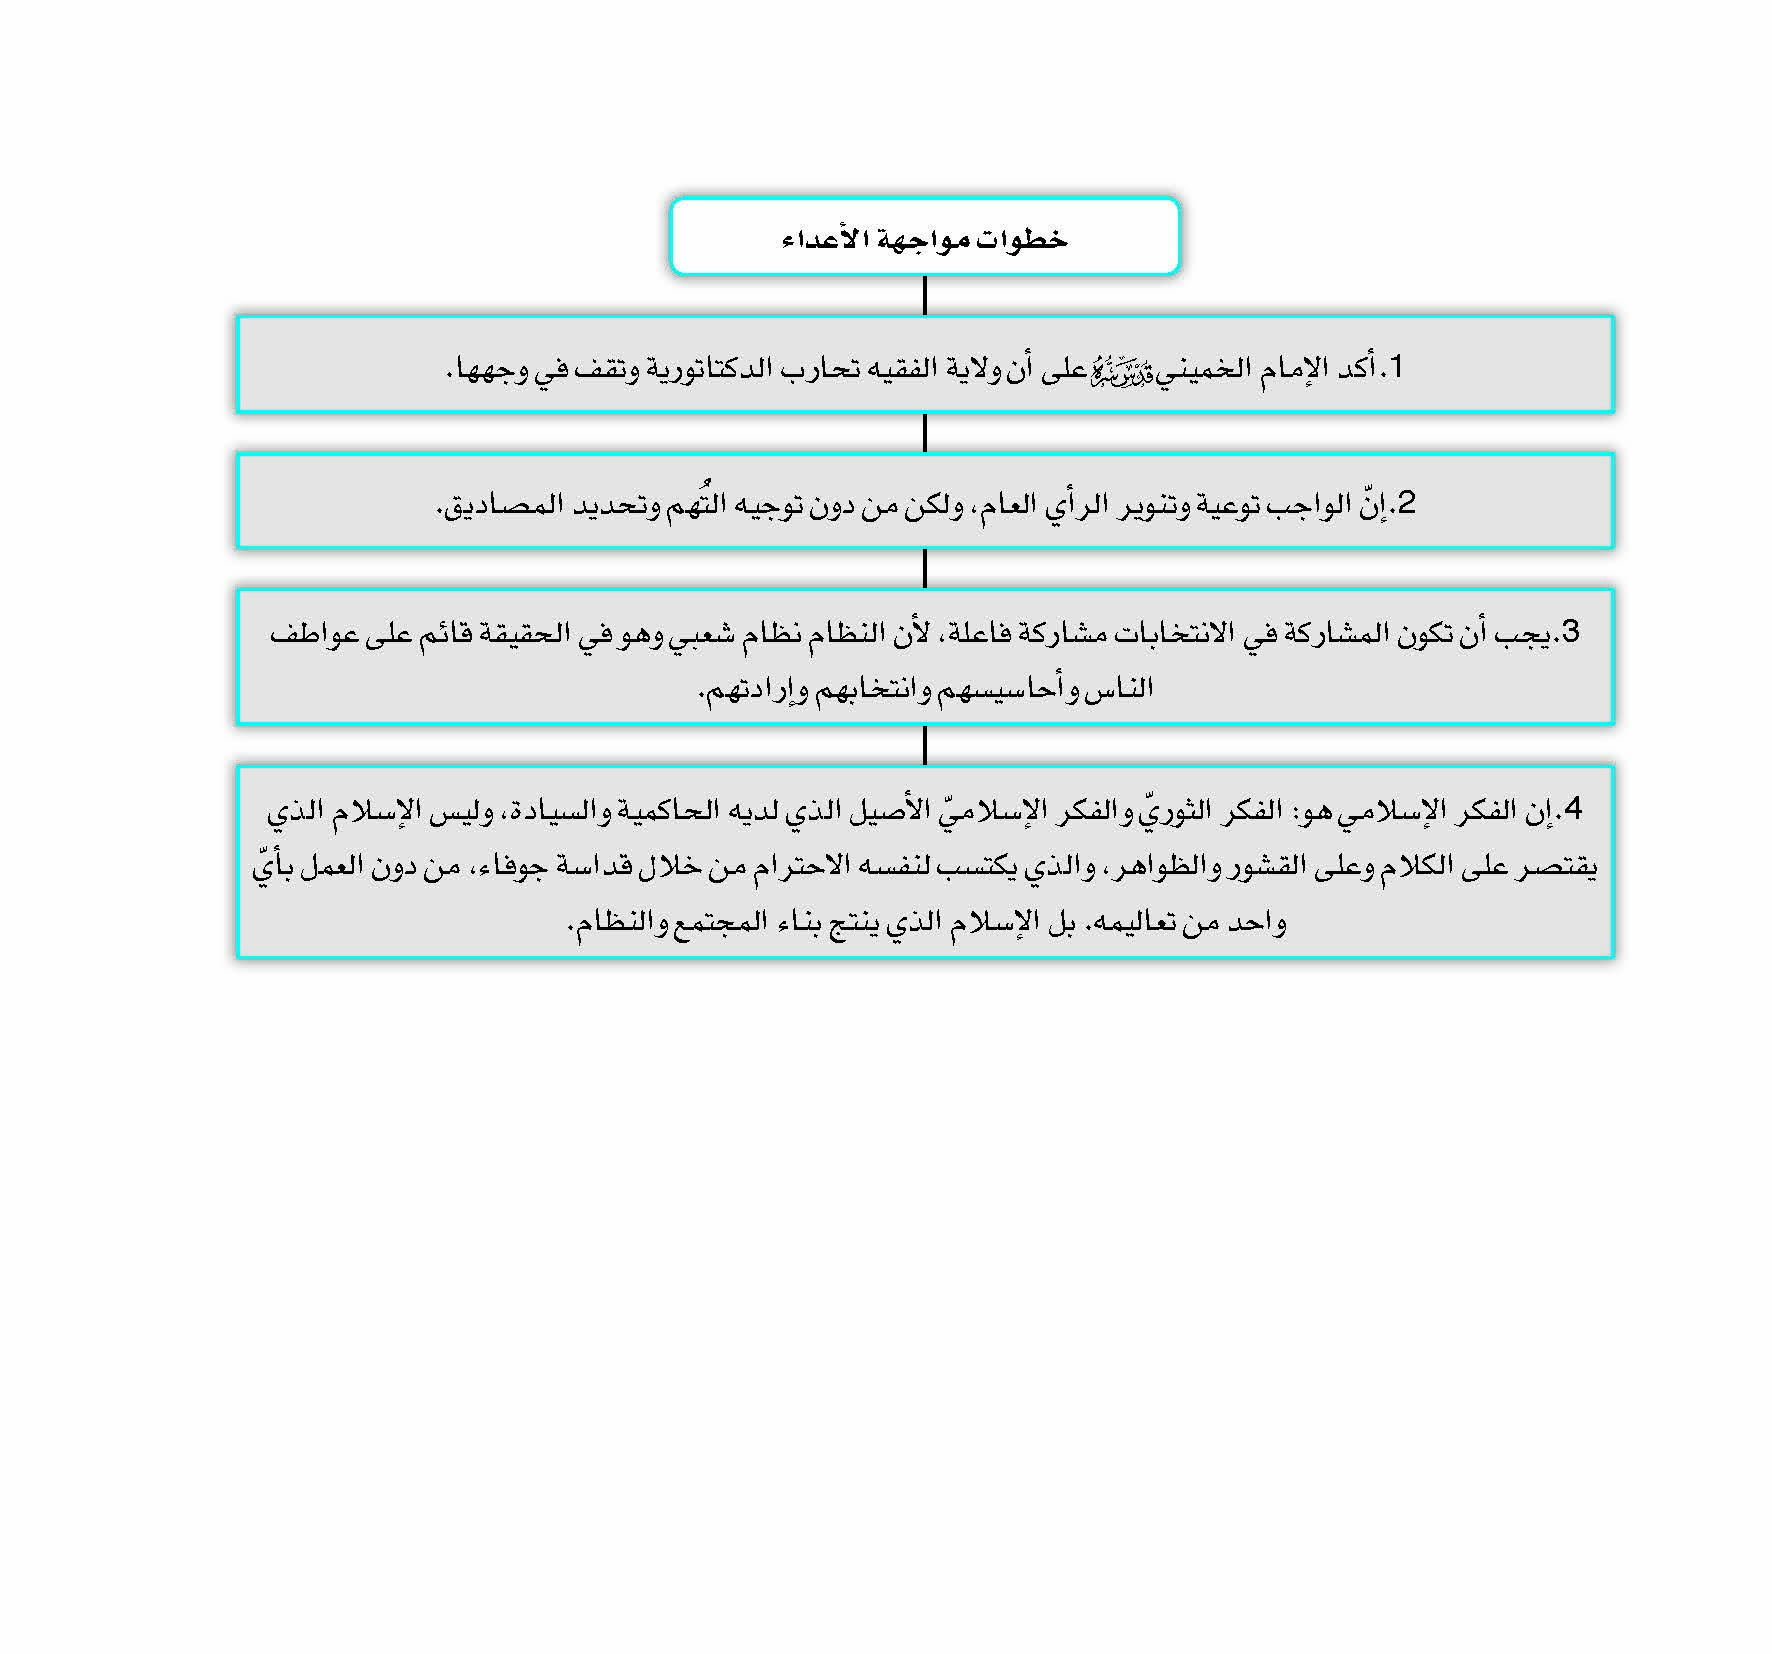 خطوات مواجهة الأعداء
1.أكد الإمام الخميني قدس سره على أن ولاية الفقيه تحارب الدكتاتورية وتقف في وجهها.
2.إنّ الواجب توعية وتنوير الرأي العام، ولكن من دون توجيه التُهم وتحديد المصاديق.
3.يجب أن تكون المشاركة في الانتخابات مشاركة فاعلة، لأن النظام نظام شعبي وهو في الحقيقة قائم على عواطف
الناس وأحاسيسهم وانتخابهم وإرادتهم.
4.إن الفكر الإسلامي هو: الفكر الثوريّ والفكر الإسلاميّ الأصيل الذي لديه الحاكمية والسيادة، وليس الإسلام الذي
يقتصر على الكلام وعلى القشور والظواهر، والذي يكتسب لنفسه الاحترام من خلال قداسة جوفاء، من دون العمل بأيّ
واحد من تعاليمه. بل الإسلام الذي ينتج بناء المجتمع والنظام.